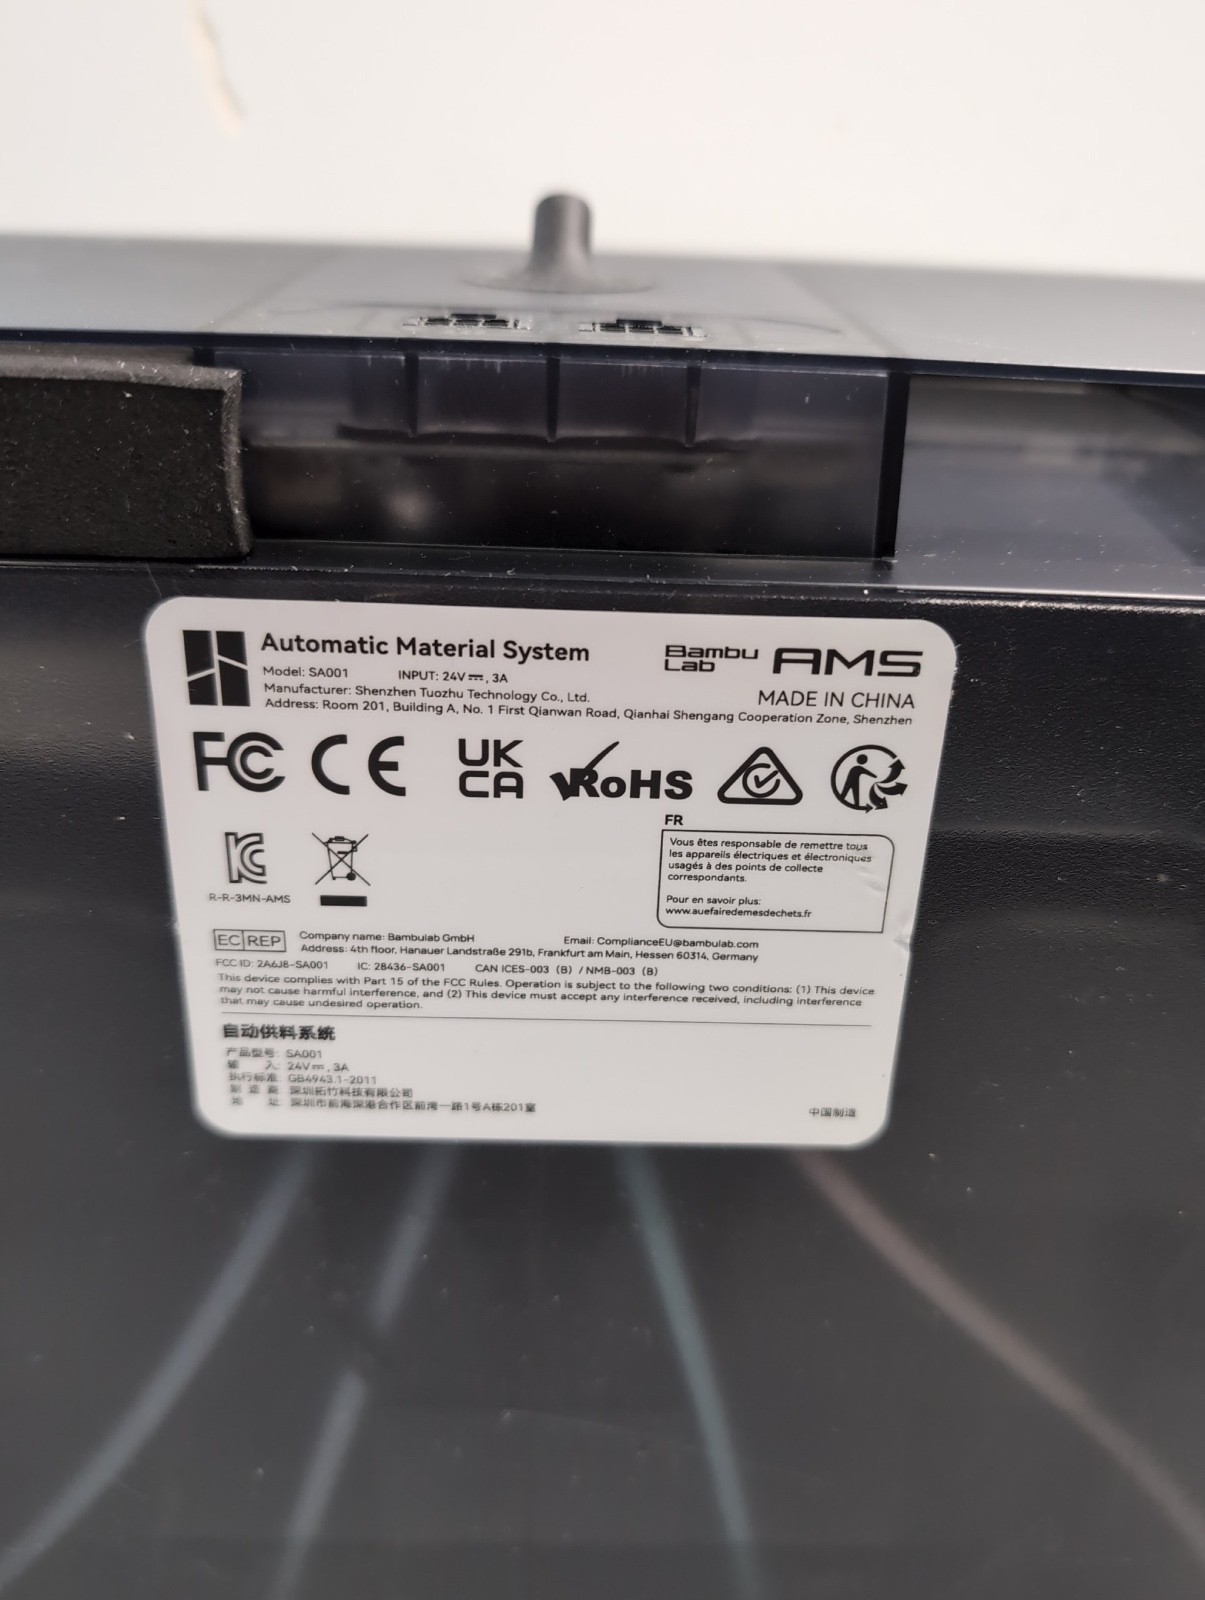 Automatic Material System
Bambu Lab AMS
Model: SA001 INPUT: 24V⎓, 3A
MADE IN CHINA
Manufacturer: Shenzhen Tuozhu Technology Co., Ltd.
Address: Room 201, Building A, No. 1 First Qianwan Road, Qianhai Shengang Cooperation Zone, Shenzhen
FC CE UK CA RoHS
FR
Vous êtes responsable de remettre tous
les appareils électriques et électroniques
usagés à des points de collecte
correspondants.
Pour en savoir plus:
www.auefairedemesdechets.fr
R-R-3MN-AMS
EC REP
Company name: Bambulab GmbH Email: ComplianceEU@bambulab.com
Address: 4th floor, Hanauer Landstraße 291b, Frankfurt am Main, Hessen 60314, Germany
FCC ID: 2A6J8-SA001 IC: 28436-SA001 CAN ICES-003 (B) / NMB-003 (B)
This device complies with Part 15 of the FCC Rules. Operation is subject to the following two conditions: (1) This device
may not cause harmful interference, and (2) This device must accept any interference received, including interference
that may cause undesired operation.
自动供料系统
产品型号: SA001
输 入: 24V⎓, 3A
执行标准: GB4943.1-2011
制 造 商: 深圳拓竹科技有限公司
地 址: 深圳市前海深港合作区前湾一路1号A栋201室
中国制造